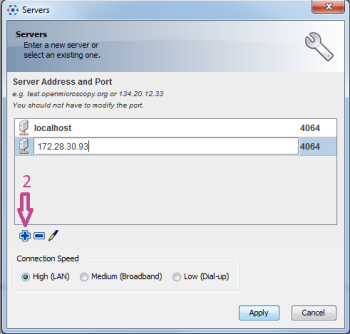 Servers
Servers
Enter a new server or
select an existing one.
Server Address and Port
e.g. test.openmicroscopy.org or 134.20.12.33
You should not have to modify the port.
localhost 4064
172.28.30.93 4064
2
Connection Speed
High (LAN) Medium (Broadband) Low (Dial-up)
Apply Cancel